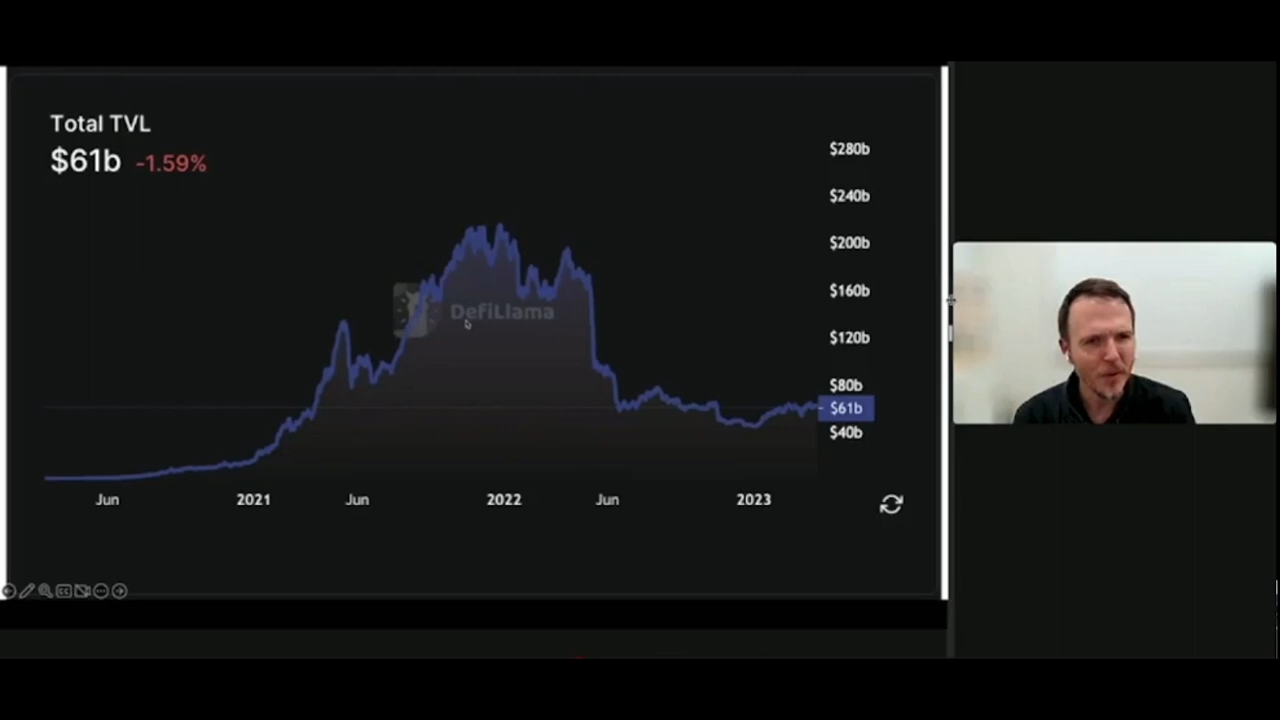 Total TVL
$61b -1.59%
$280b
$240b
$200b
$160b
DefiLlama
$120b
$80b
$61b
$40b
Jun 2021 Jun 2022 Jun 2023
CC